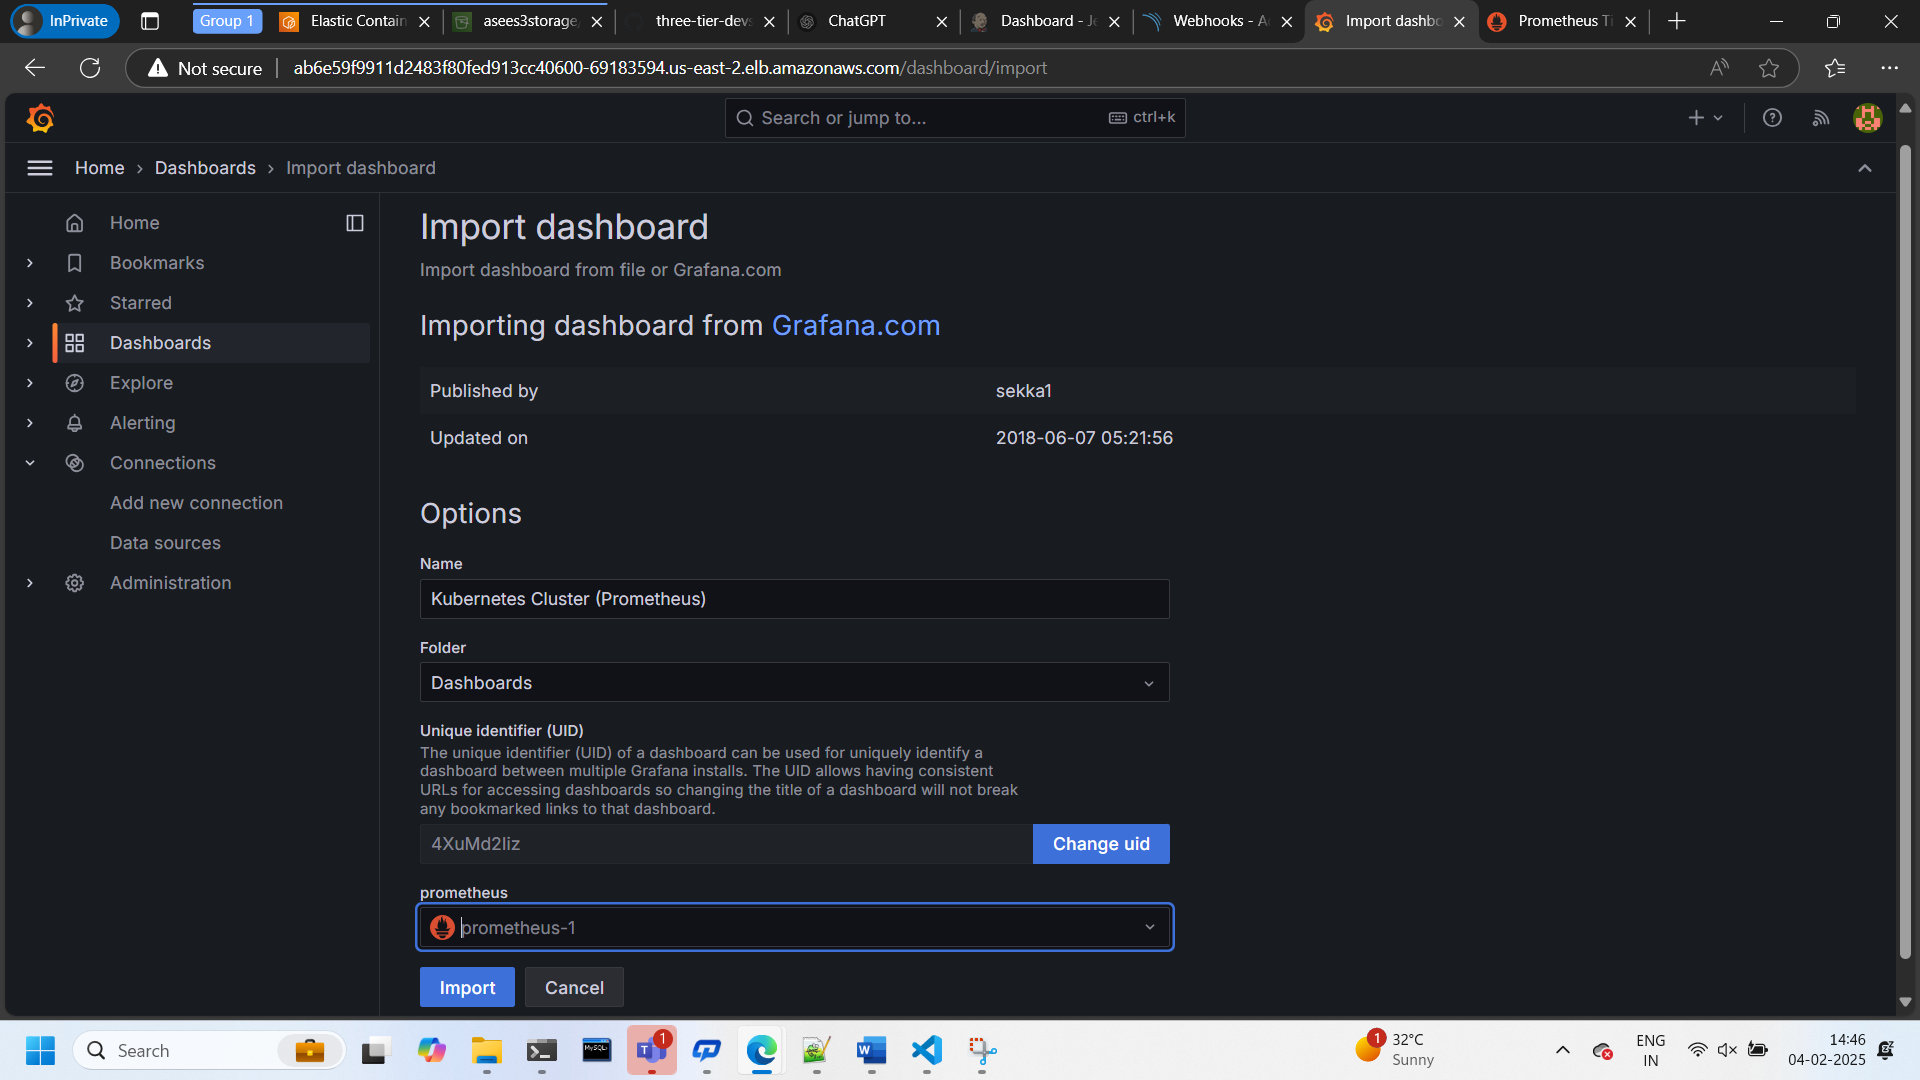 InPrivate
Group 1
Elastic Contain
asees3storage.
three-tier-devs
ChatGPT
Dashboard - Je
Webhooks - A
Import dashbo
Prometheus Ti
Not secure
ab6e59f9911d2483f80fed913cc40600-69183594.us-east-2.elb.amazonaws.com/dashboard/import
Search or jump to...
ctrl+k
Home › Dashboards › Import dashboard
Home
Bookmarks
Starred
Dashboards
Explore
Alerting
Connections
Add new connection
Data sources
Administration
Import dashboard
Import dashboard from file or Grafana.com
Importing dashboard from Grafana.com
Published by
sekka1
Updated on
2018-06-07 05:21:56
Options
Name
Kubernetes Cluster (Prometheus)
Folder
Dashboards
Unique identifier (UID)
The unique identifier (UID) of a dashboard can be used for uniquely identify a
dashboard between multiple Grafana installs. The UID allows having consistent
URLs for accessing dashboards so changing the title of a dashboard will not break
any bookmarked links to that dashboard.
4XuMd2Iiz
Change uid
prometheus
prometheus-1
Import
Cancel
Search
MySQL
1
1
32°C
Sunny
ENG
IN
14:46
04-02-2025